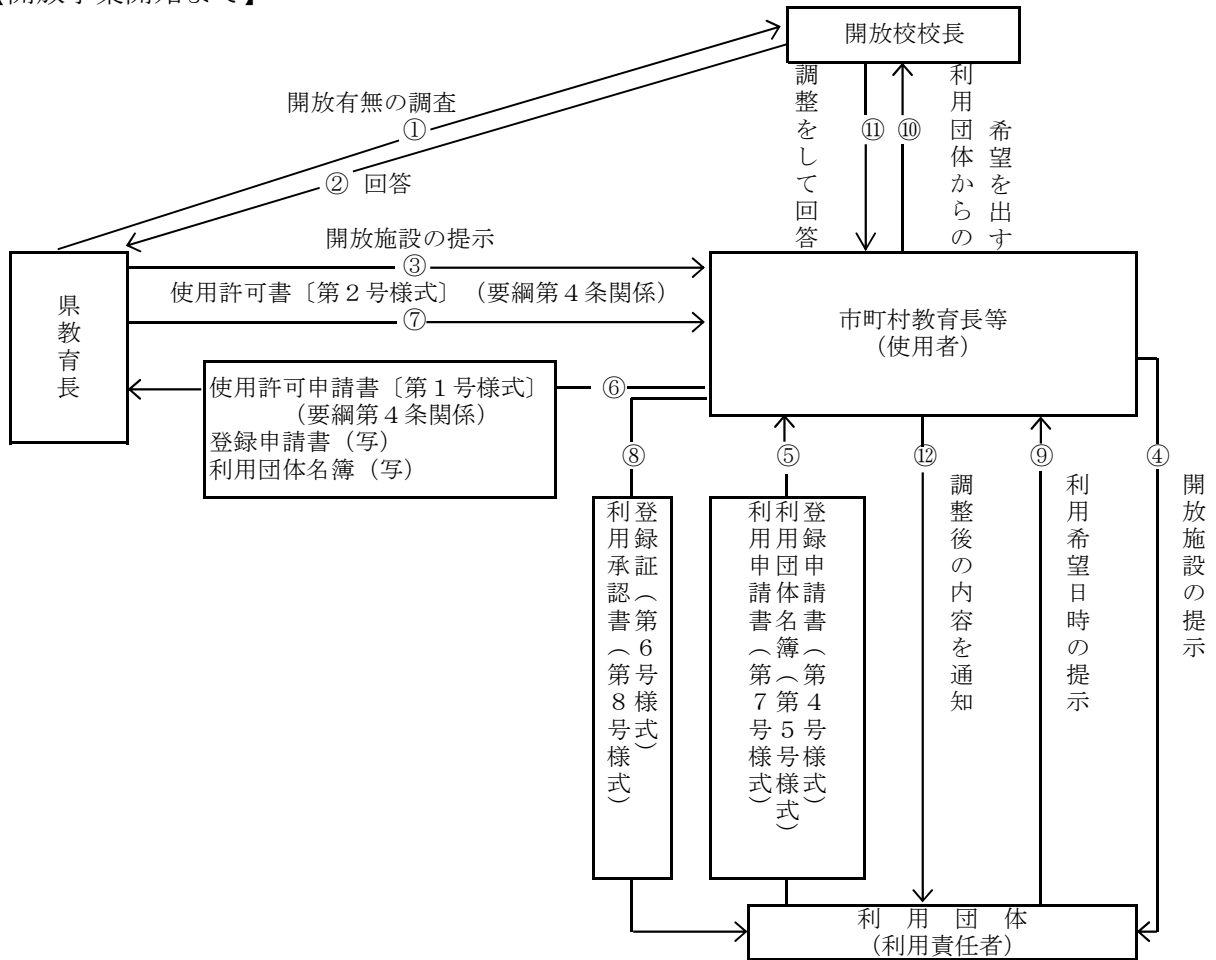 【開放事業開始まで】
開放校校長
開放有無の調査
①
② 回答
調整をして回答
⑪
⑩
利用団体からの
希望を出す
開放施設の提示
③
使用許可書〔第2号様式〕（要綱第4条関係）
⑦
県教育長
市町村教育長等
（使用者）
使用許可申請書〔第1号様式〕
（要綱第4条関係）
登録申請書（写）
利用団体名簿（写）
⑥
⑧
⑤
⑫
⑨
④
登録証（第6号様式）
利用承認書（第8号様式）
登録申請書（第4号様式）
利用団体名簿（第5号様式）
利用申請書（第7号様式）
調整後の内容を通知
利用希望日時の提示
開放施設の提示
利用団体
（利用責任者）